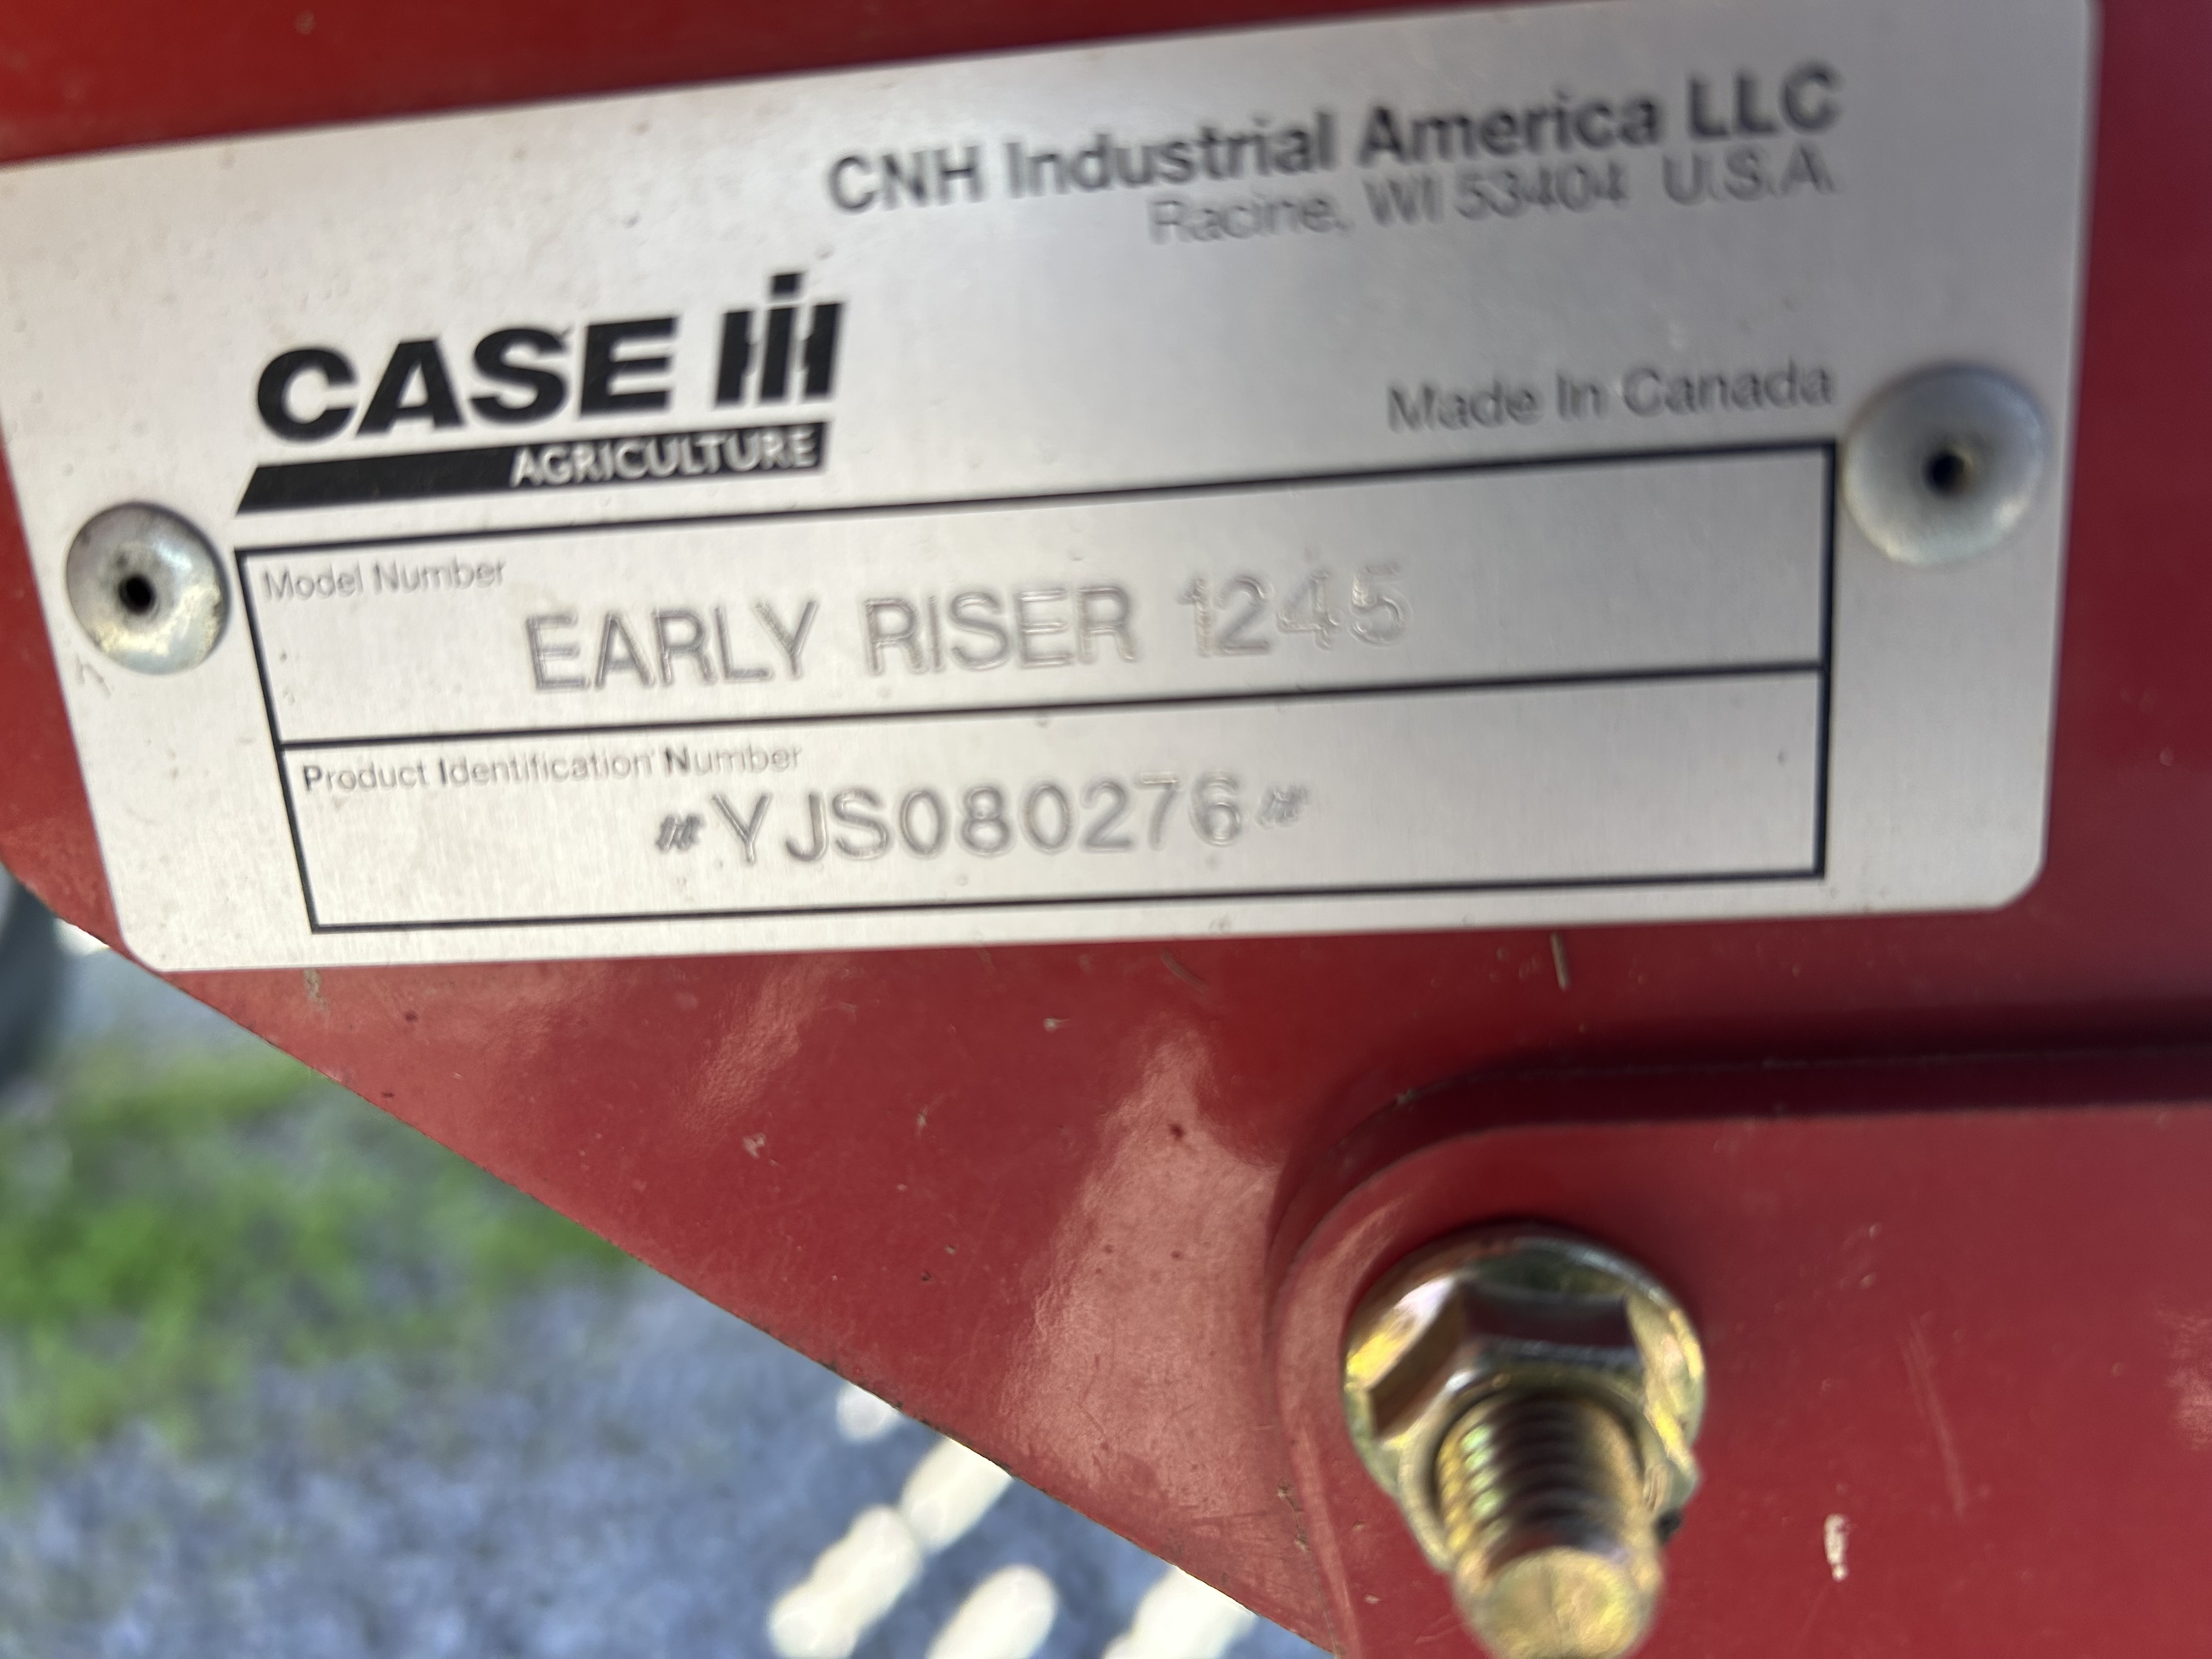 CNH Industrial America LLC
Racine, WI 53404 U.S.A.
CASE IH
AGRICULTURE
Made In Canada
Model Number
EARLY RISER 1245
Product Identification Number
*YJS080276*